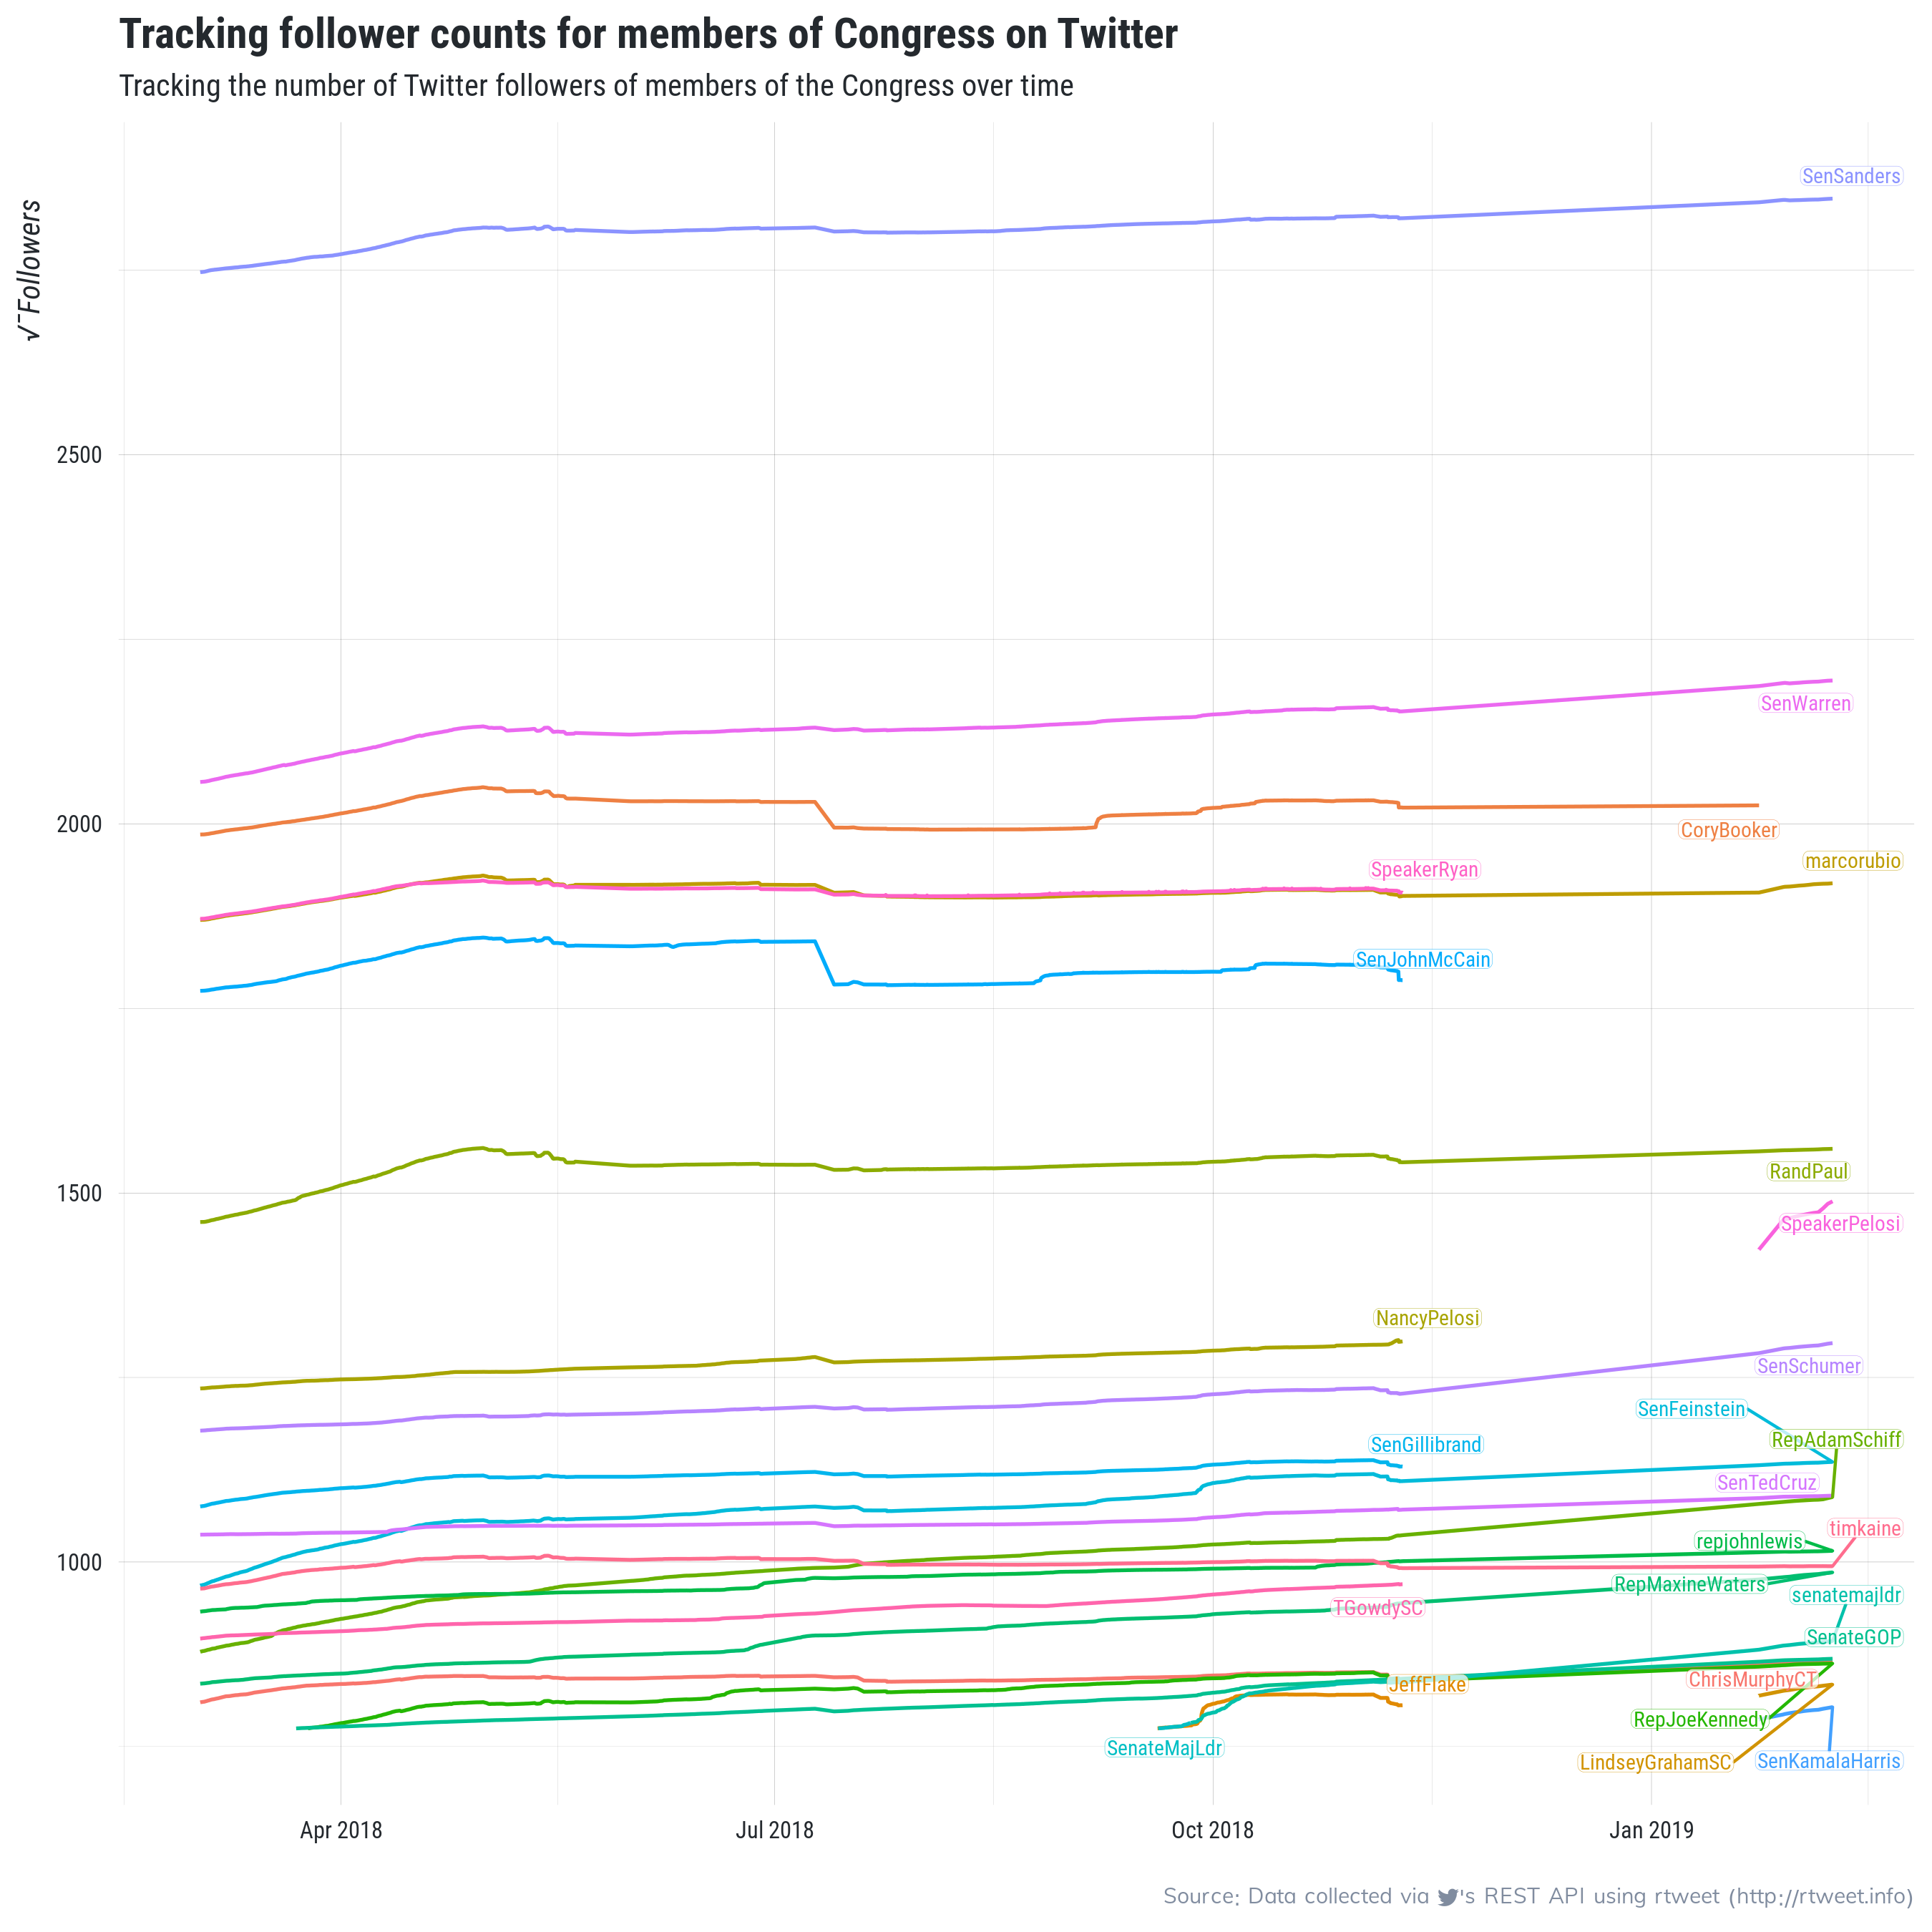 Tracking follower counts for members of Congress on Twitter
Tracking the number of Twitter followers of members of the Congress over time
√¯Followers
SenSanders
2500
SenWarren
2000
CoryBooker
marcorubio
SpeakerRyan
SenJohnMcCain
1500
RandPaul
SpeakerPelosi
NancyPelosi
SenSchumer
SenFeinstein
RepAdamSchiff
SenGillibrand
SenTedCruz
timkaine
repjohnlewis
1000
RepMaxineWaters
senatemajldr
TGowdySC
SenateGOP
ChrisMurphyCT
JeffFlake
RepJoeKennedy
SenateMajLdr
LindseyGrahamSC
SenKamalaHarris
Apr 2018 Jul 2018 Oct 2018 Jan 2019
Source: Data collected via 's REST API using rtweet (http://rtweet.info)